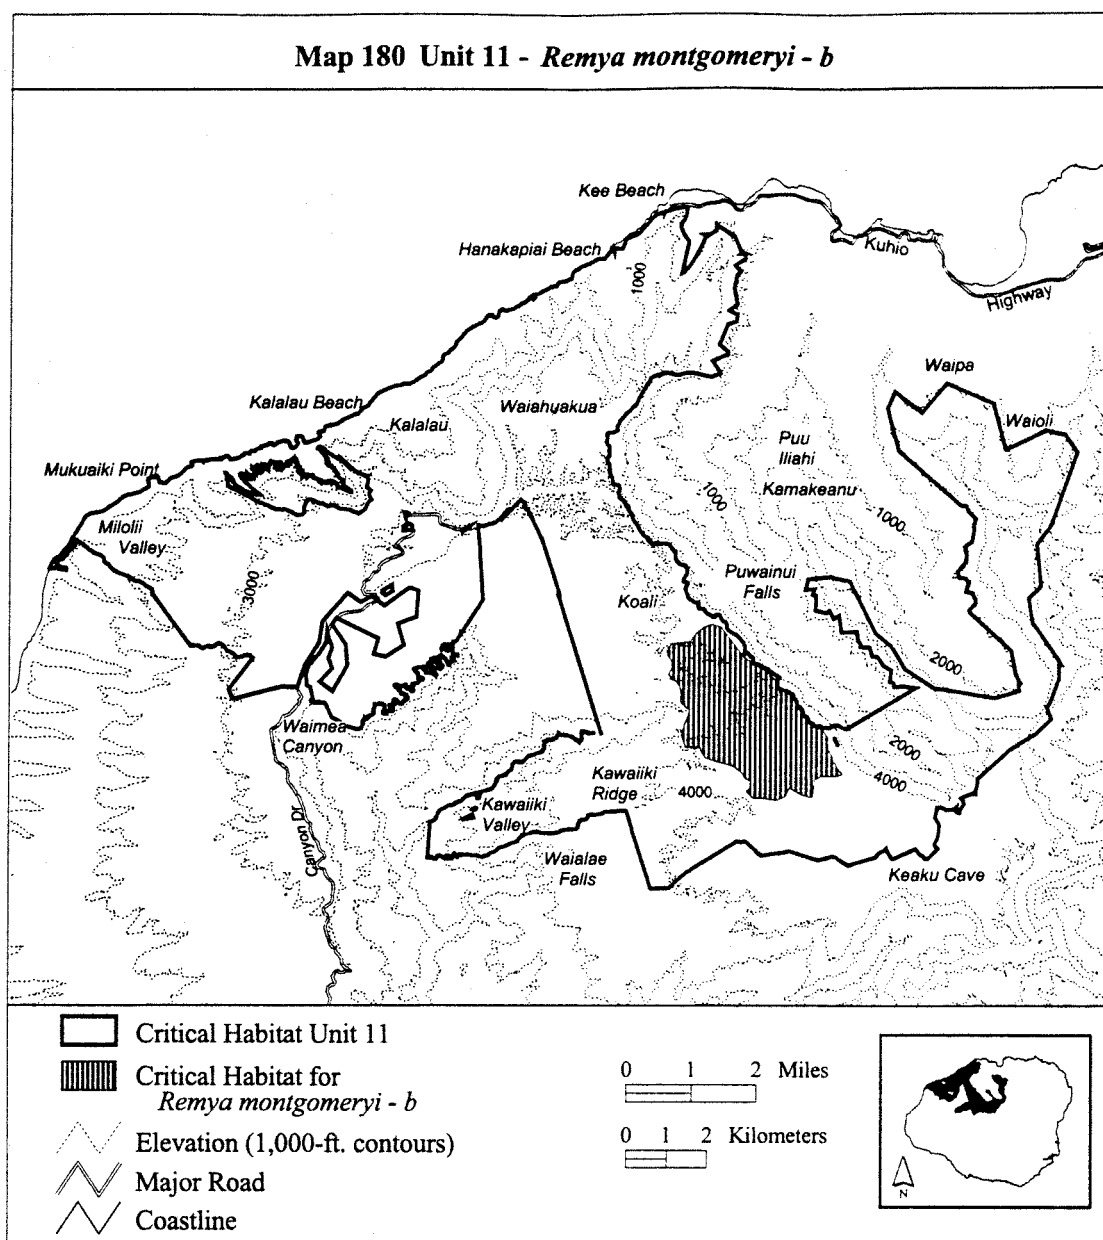 Map 180 Unit 11 - Remya montgomeryi - b
Kee Beach
Hanakapiai Beach
Kuhio
Highway
1000
Waipa
Kalalau Beach
Waiahuakua
Kalalau
Waioli
Puu
Iliahi
Mukuaiki Point
Kamakeanu
1000
1000
Milolii
Valley
Puwainui
Falls
3000
Koali
2000
Waimea
Canyon
2000
Kawaiiki
Ridge
4000
4000
Kawaiiki
Valley
Canyon Dr
Waialae
Falls
Keaku Cave
Critical Habitat Unit 11
Critical Habitat for
Remya montgomeryi - b
Elevation (1,000-ft. contours)
Major Road
Coastline
0 1 2 Miles
0 1 2 Kilometers
N